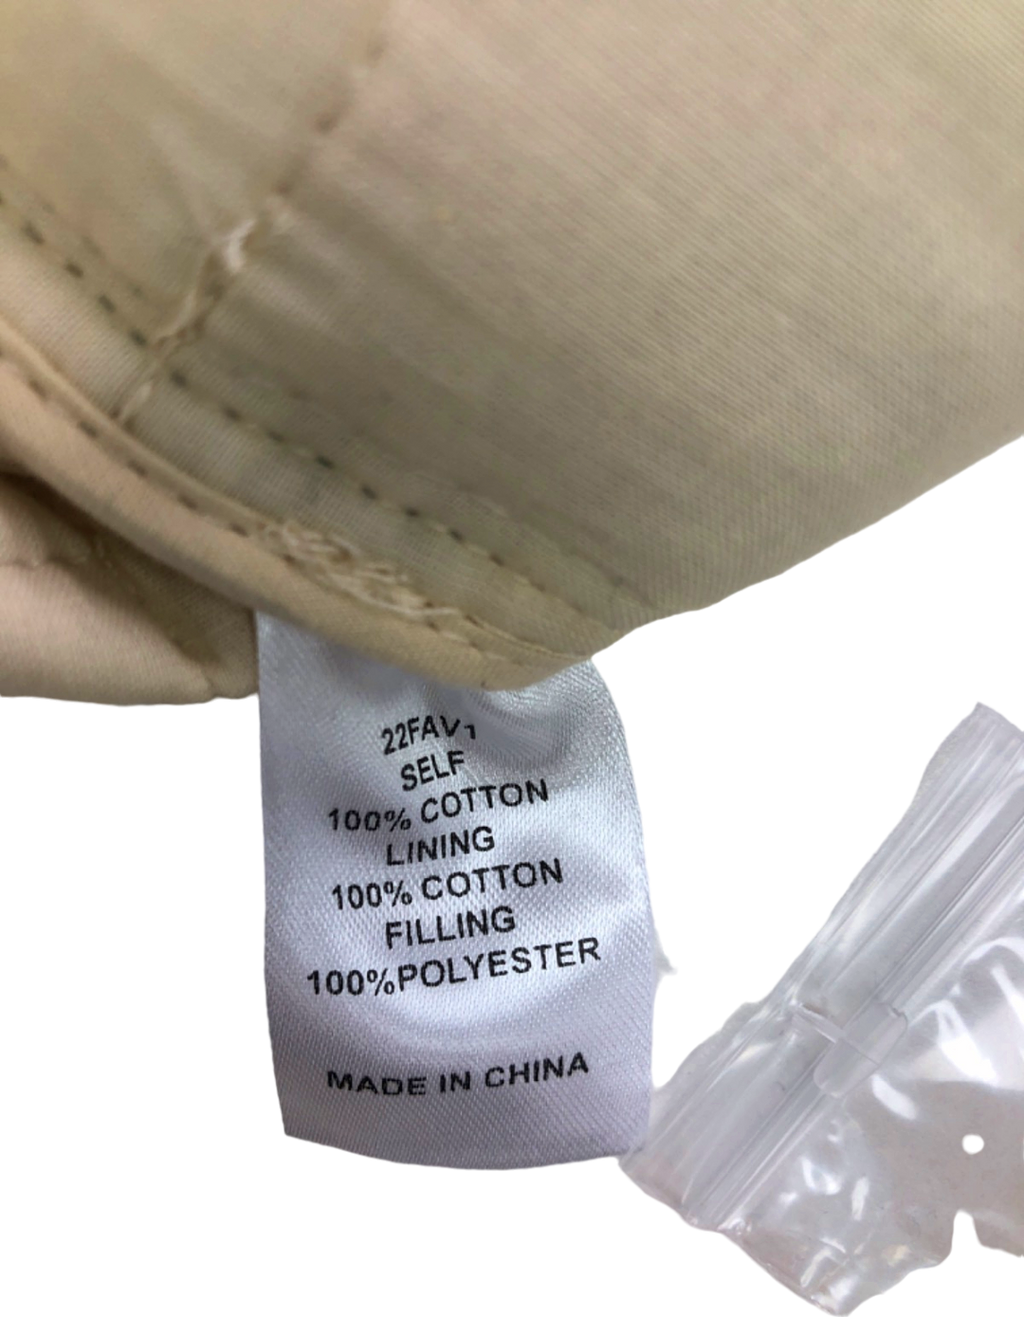 22FAV1
SELF
100% COTTON
LINING
100% COTTON
FILLING
100%POLYESTER
MADE IN CHINA